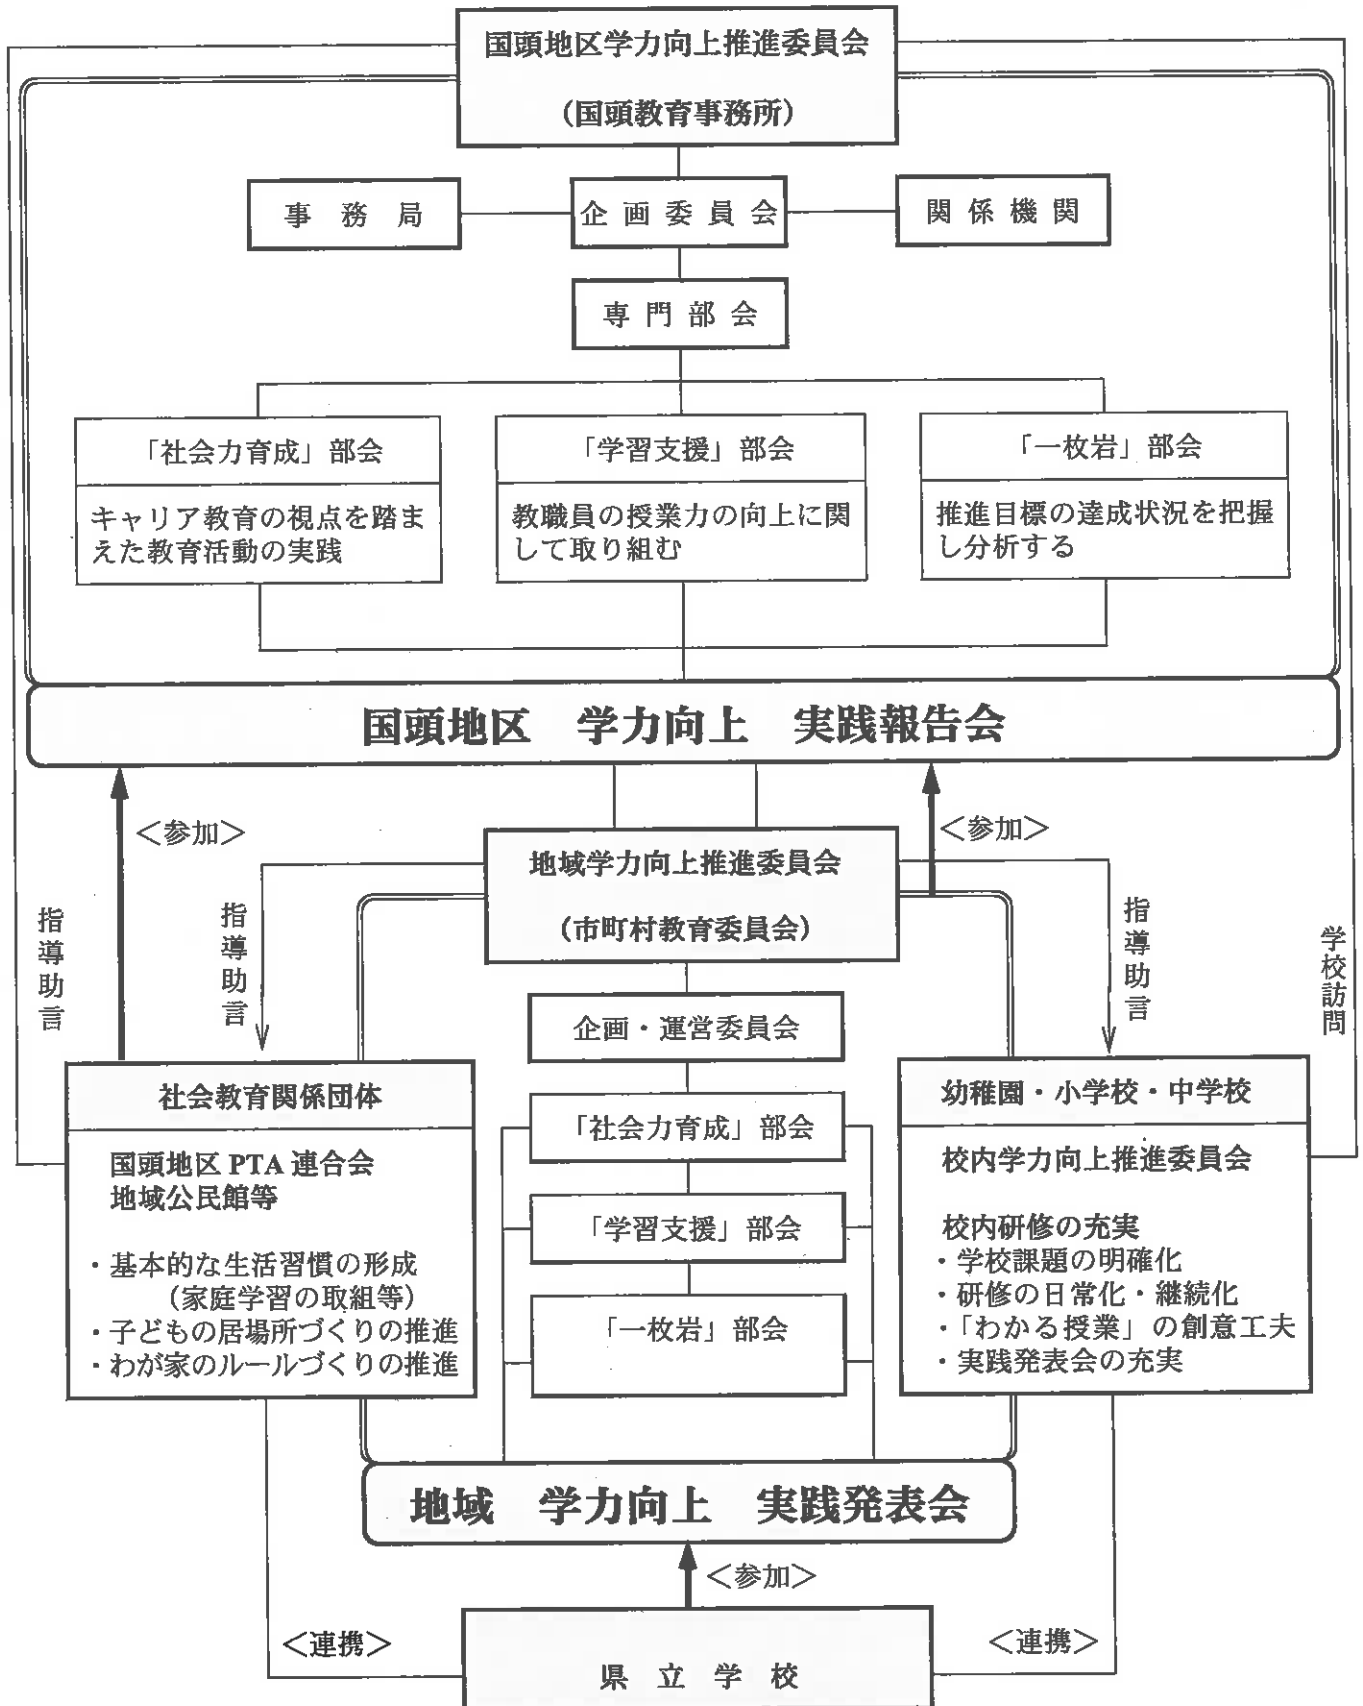 国頭地区学力向上推進委員会
(国頭教育事務所)
事務局
企画委員会
関係機関
専門部会
「社会力育成」部会
キャリア教育の視点を踏ま
えた教育活動の実践
「学習支援」部会
教職員の授業力の向上に関
して取り組む
「一枚岩」部会
推進目標の達成状況を把握
し分析する
国頭地区 学力向上 実践報告会
<参加>
<参加>
地域学力向上推進委員会
(市町村教育委員会)
指導助言
指導助言
指導助言
学校訪問
企画・運営委員会
「社会力育成」部会
「学習支援」部会
「一枚岩」部会
社会教育関係団体
国頭地区 PTA 連合会
地域公民館等
・基本的な生活習慣の形成
(家庭学習の取組等)
・子どもの居場所づくりの推進
・わが家のルールづくりの推進
幼稚園・小学校・中学校
校内学力向上推進委員会
校内研修の充実
・学校課題の明確化
・研修の日常化・継続化
・「わかる授業」の創意工夫
・実践発表会の充実
地域 学力向上 実践発表会
<参加>
<連携>
<連携>
県立学校